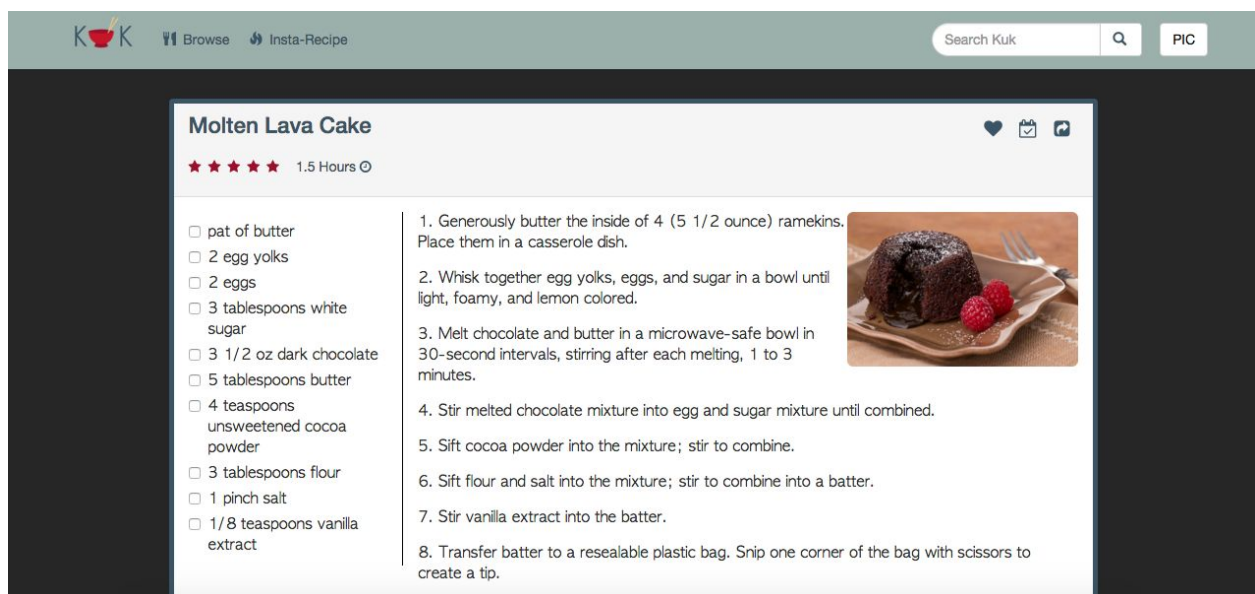 K K Browse Insta-Recipe Search Kuk PIC
Molten Lava Cake
1.5 Hours
pat of butter
2 egg yolks
2 eggs
3 tablespoons white
sugar
3 1/2 oz dark chocolate
5 tablespoons butter
4 teaspoons
unsweetened cocoa
powder
3 tablespoons flour
1 pinch salt
1/8 teaspoons vanilla
extract
1. Generously butter the inside of 4 (5 1/2 ounce) ramekins.
Place them in a casserole dish.
2. Whisk together egg yolks, eggs, and sugar in a bowl until
light, foamy, and lemon colored.
3. Melt chocolate and butter in a microwave-safe bowl in
30-second intervals, stirring after each melting, 1 to 3
minutes.
4. Stir melted chocolate mixture into egg and sugar mixture until combined.
5. Sift cocoa powder into the mixture; stir to combine.
6. Sift flour and salt into the mixture; stir to combine into a batter.
7. Stir vanilla extract into the batter.
8. Transfer batter to a resealable plastic bag. Snip one corner of the bag with scissors to
create a tip.